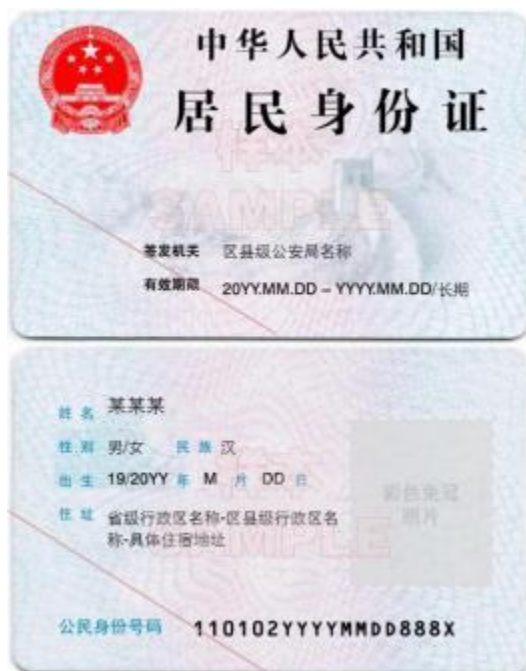 中华人民共和国
居民身份证
样本
SAMPLE
签发机关 区县级公安局名称
有效期限 20YY.MM.DD – YYYY.MM.DD/长期
姓名 某某某
性别 男/女 民族 汉
出生 19/20YY 年 M 月 DD 日
住址 省级行政区名称-区县级行政区名
称-具体住宿地址
样本
SAMPLE
彩色免冠
照片
公民身份号码 110102YYYYMMDD888X